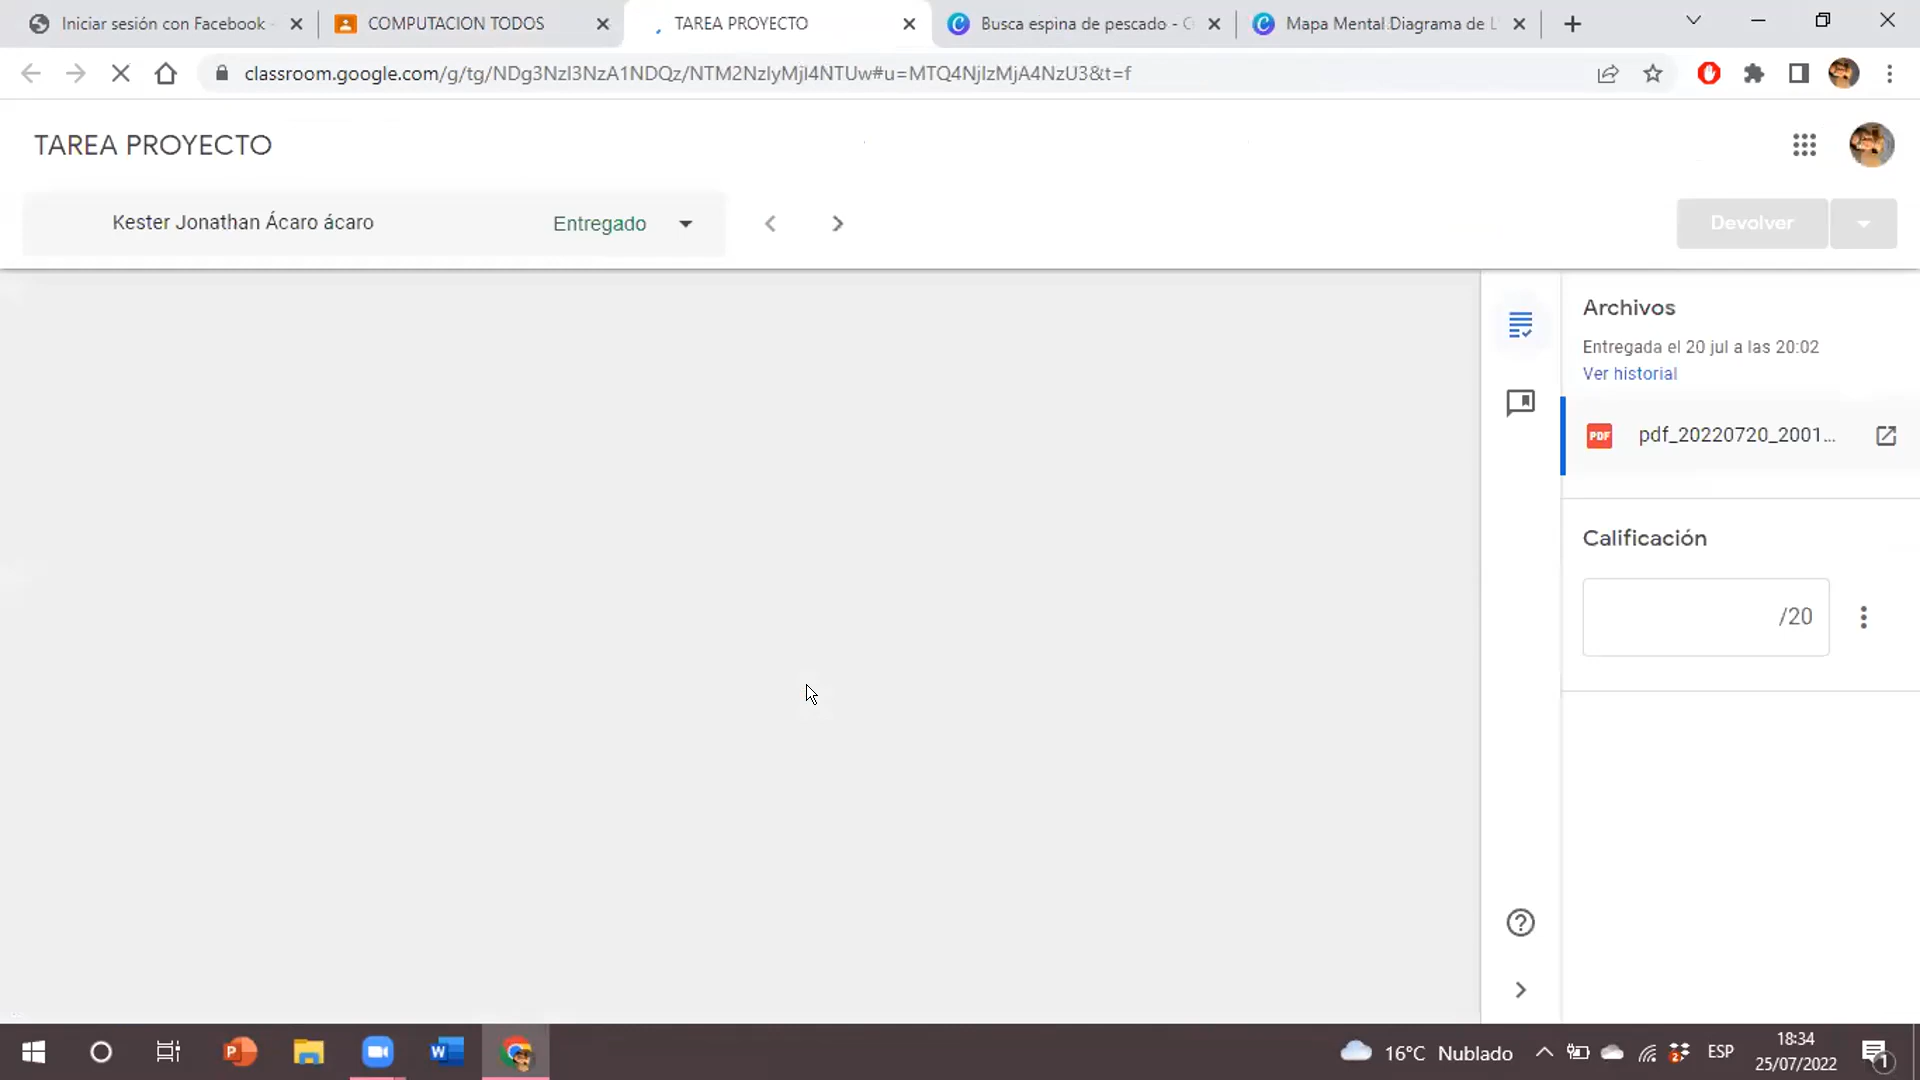 Iniciar sesión con Facebook
COMPUTACION TODOS
TAREA PROYECTO
Busca espina de pescado - C
Mapa Mental Diagrama de L
classroom.google.com/g/tg/NDg3NzI3NzA1NDQz/NTM2NzIyMjI4NTUw#u=MTQ4NjIzMjA4NzU3&t=f
TAREA PROYECTO
Kester Jonathan Ácaro ácaro
Entregado
Devolver
Archivos
Entregada el 20 jul a las 20:02
Ver historial
PDF
pdf_20220720_2001...
Calificación
/20
16°C Nublado
ESP
18:34
25/07/2022
1